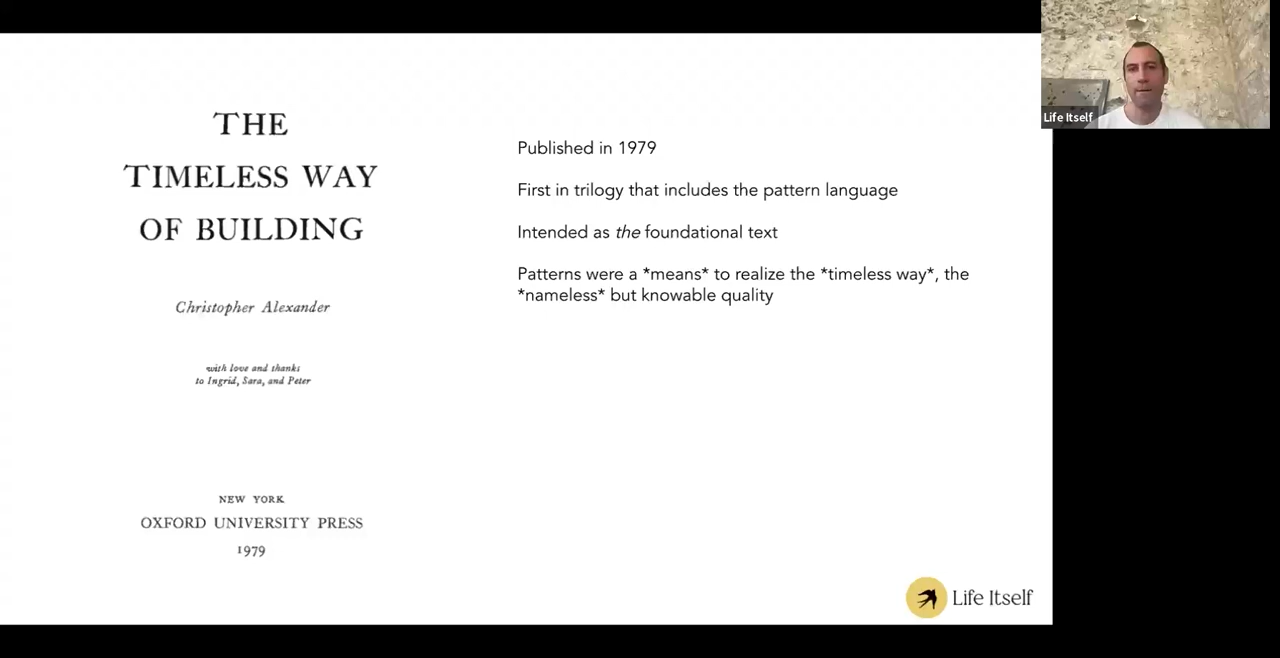 THE
TIMELESS WAY
OF BUILDING
Christopher Alexander
with love and thanks
to Ingrid, Sara, and Peter
NEW YORK
OXFORD UNIVERSITY PRESS
1979
Published in 1979
First in trilogy that includes the pattern language
Intended as the foundational text
Patterns were a *means* to realize the *timeless way*, the
*nameless* but knowable quality
Life Itself
Life Itself